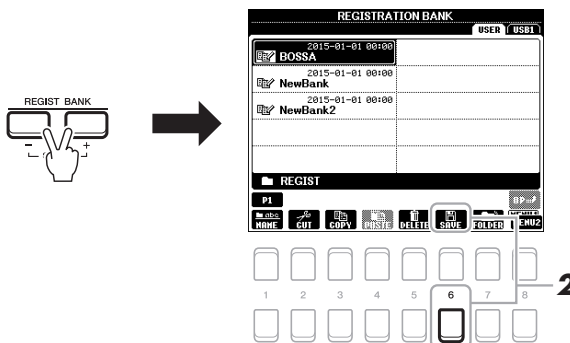 REGISTRATION BANK
USER USB1
2015-01-01 00:00
BOSSA
2015-01-01 00:00
NewBank
2015-01-01 00:00
NewBank2
REGIST BANK
- +
REGIST
P1
UP
abc
NAME CUT COPY PASTE DELETE SAVE FOLDER MENU2
1 2 3 4 5 6 7 8
2